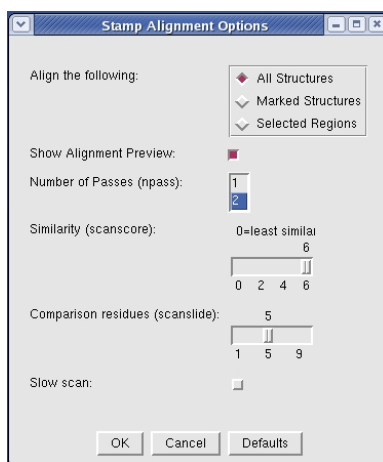 Stamp Alignment Options
Align the following:
All Structures
Marked Structures
Selected Regions
Show Alignment Preview:
Number of Passes (npass):
1
2
Similarity (scanscore):
0=least similar
6
0 2 4 6
Comparison residues (scanslide):
5
1 5 9
Slow scan:
OK Cancel Defaults